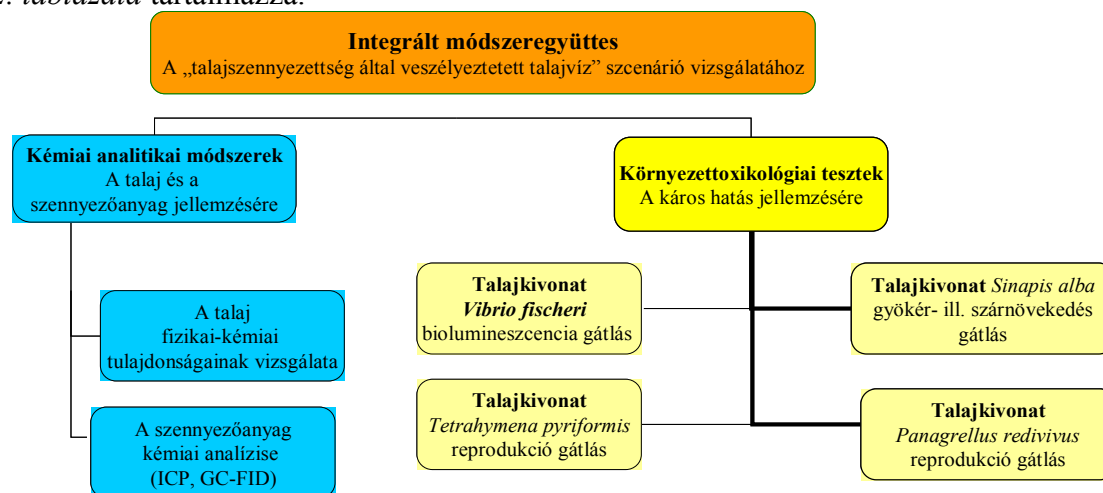 táblázata tartalmazza.
Integrált módszeregyüttes
A „talajszennyezettség által veszélyeztetett talajvíz” szcenárió vizsgálatához
Kémiai analitikai módszerek
A talaj és a
szennyezőanyag jellemzésére
Környezettoxikológiai tesztek
A káros hatás jellemzésére
A talaj
fizikai-kémiai
tulajdonságainak vizsgálata
A szennyezőanyag
kémiai analízise
(ICP, GC-FID)
Talajkivonat
Vibrio fischeri
biolumineszcencia gátlás
Talajkivonat
Tetrahymena pyriformis
reprodukció gátlás
Talajkivonat Sinapis alba
gyökér- ill. szárnövekedés
gátlás
Talajkivonat
Panagrellus redivivus
reprodukció gátlás